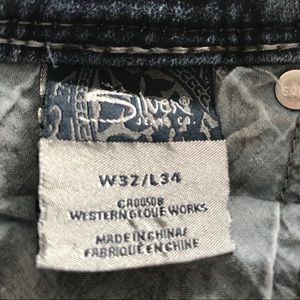 Silver
JEANS CO.
W32/L34
CA00508
WESTERN GLOVE WORKS
MADE IN CHINA/
FABRIQUÉ EN CHINE